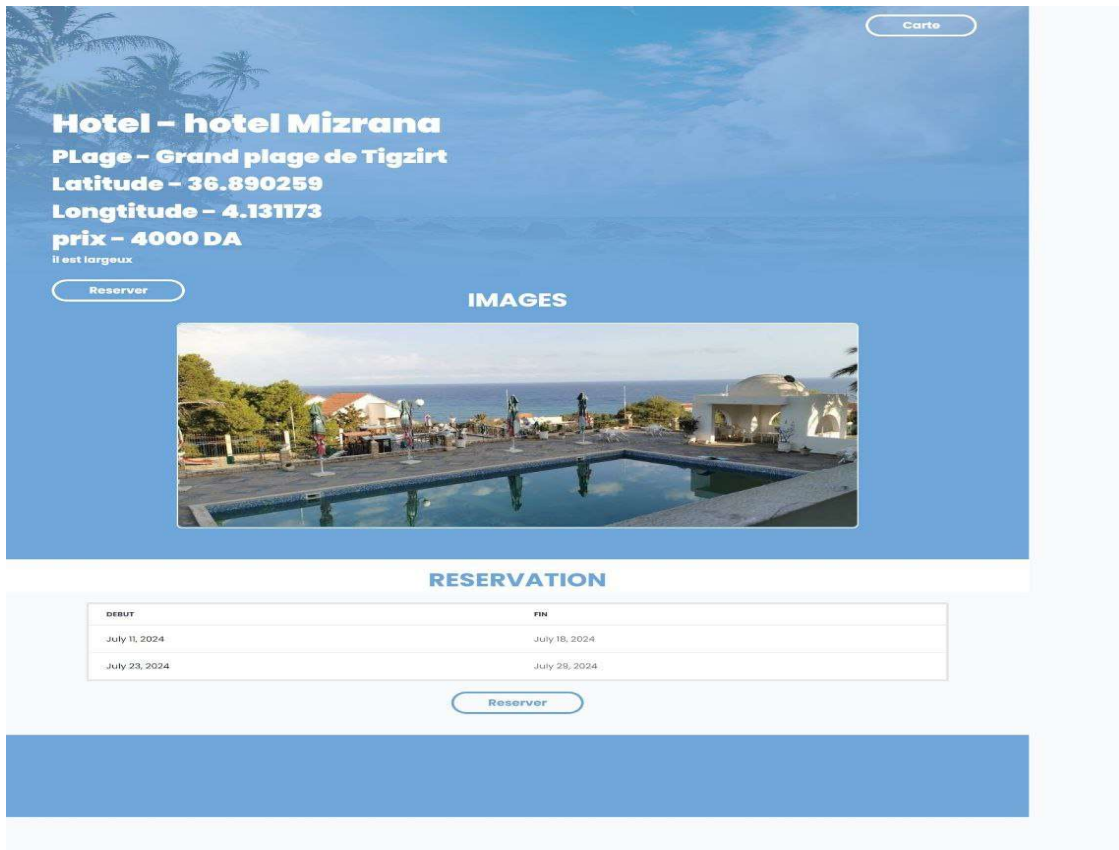 Carte
Hotel – hotel Mizrana
PLage – Grand plage de Tigzirt
Latitude – 36.890259
Longtitude – 4.131173
prix – 4000 DA
il est largeux
Reserver
IMAGES
RESERVATION
DEBUT FIN
July 11, 2024 July 18, 2024
July 23, 2024 July 29, 2024
Reserver